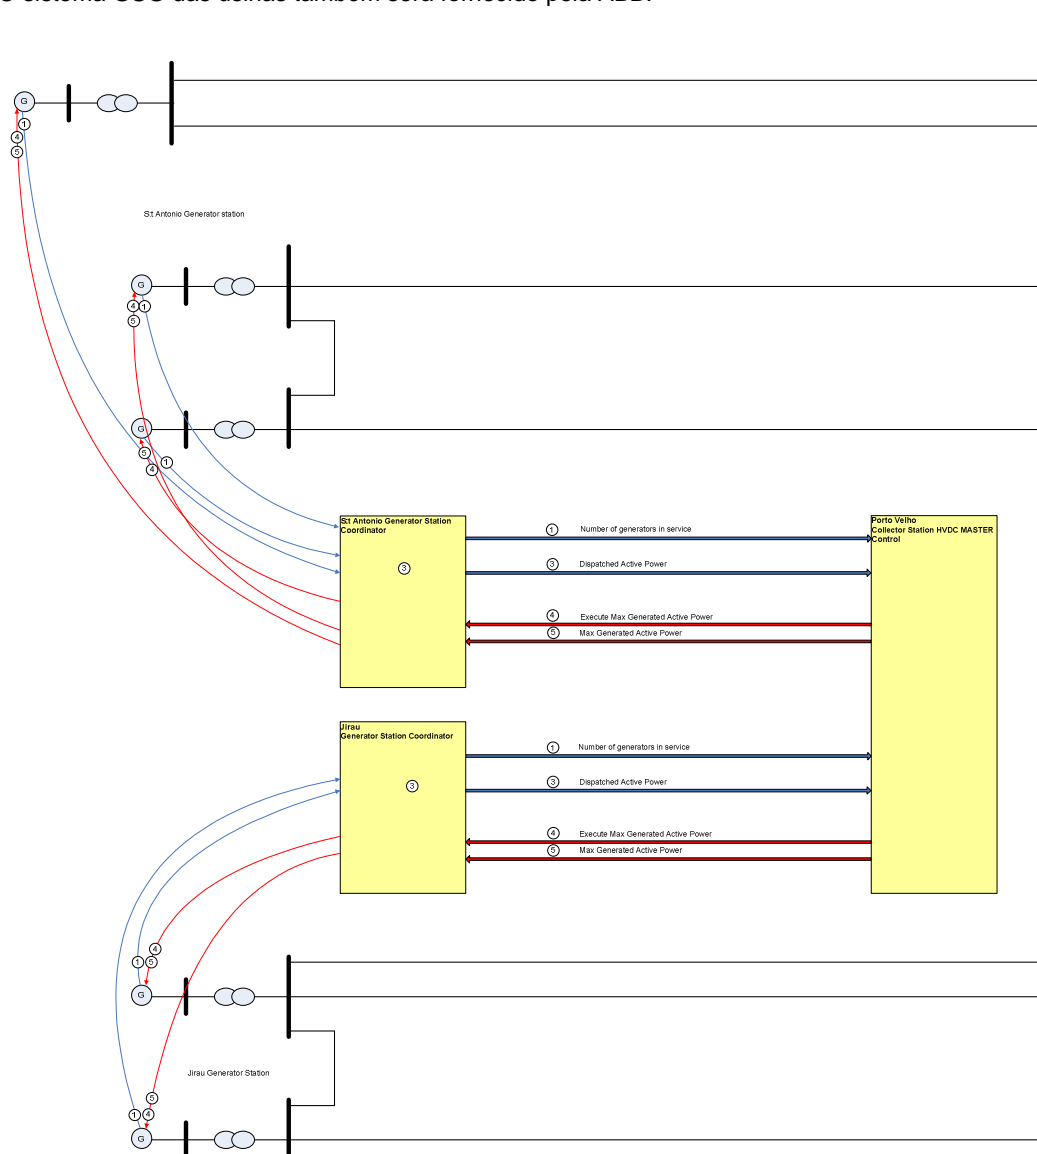 O sistema GSC das usinas também será fornecido pela ABB.
G
1
4
5
S:t Antonio Generator station
G
4 1
5
G
5 1
4
S:t Antonio Generator Station
Coordinator
3
1 Number of generators in service
3 Dispatched Active Power
4 Execute Max Generated Active Power
5 Max Generated Active Power
Porto Velho
Collector Station HVDC MASTER
Control
Jirau
Generator Station Coordinator
3
1 Number of generators in service
3 Dispatched Active Power
4 Execute Max Generated Active Power
5 Max Generated Active Power
4
1 5
G
Jirau Generator Station
5
1 4
G